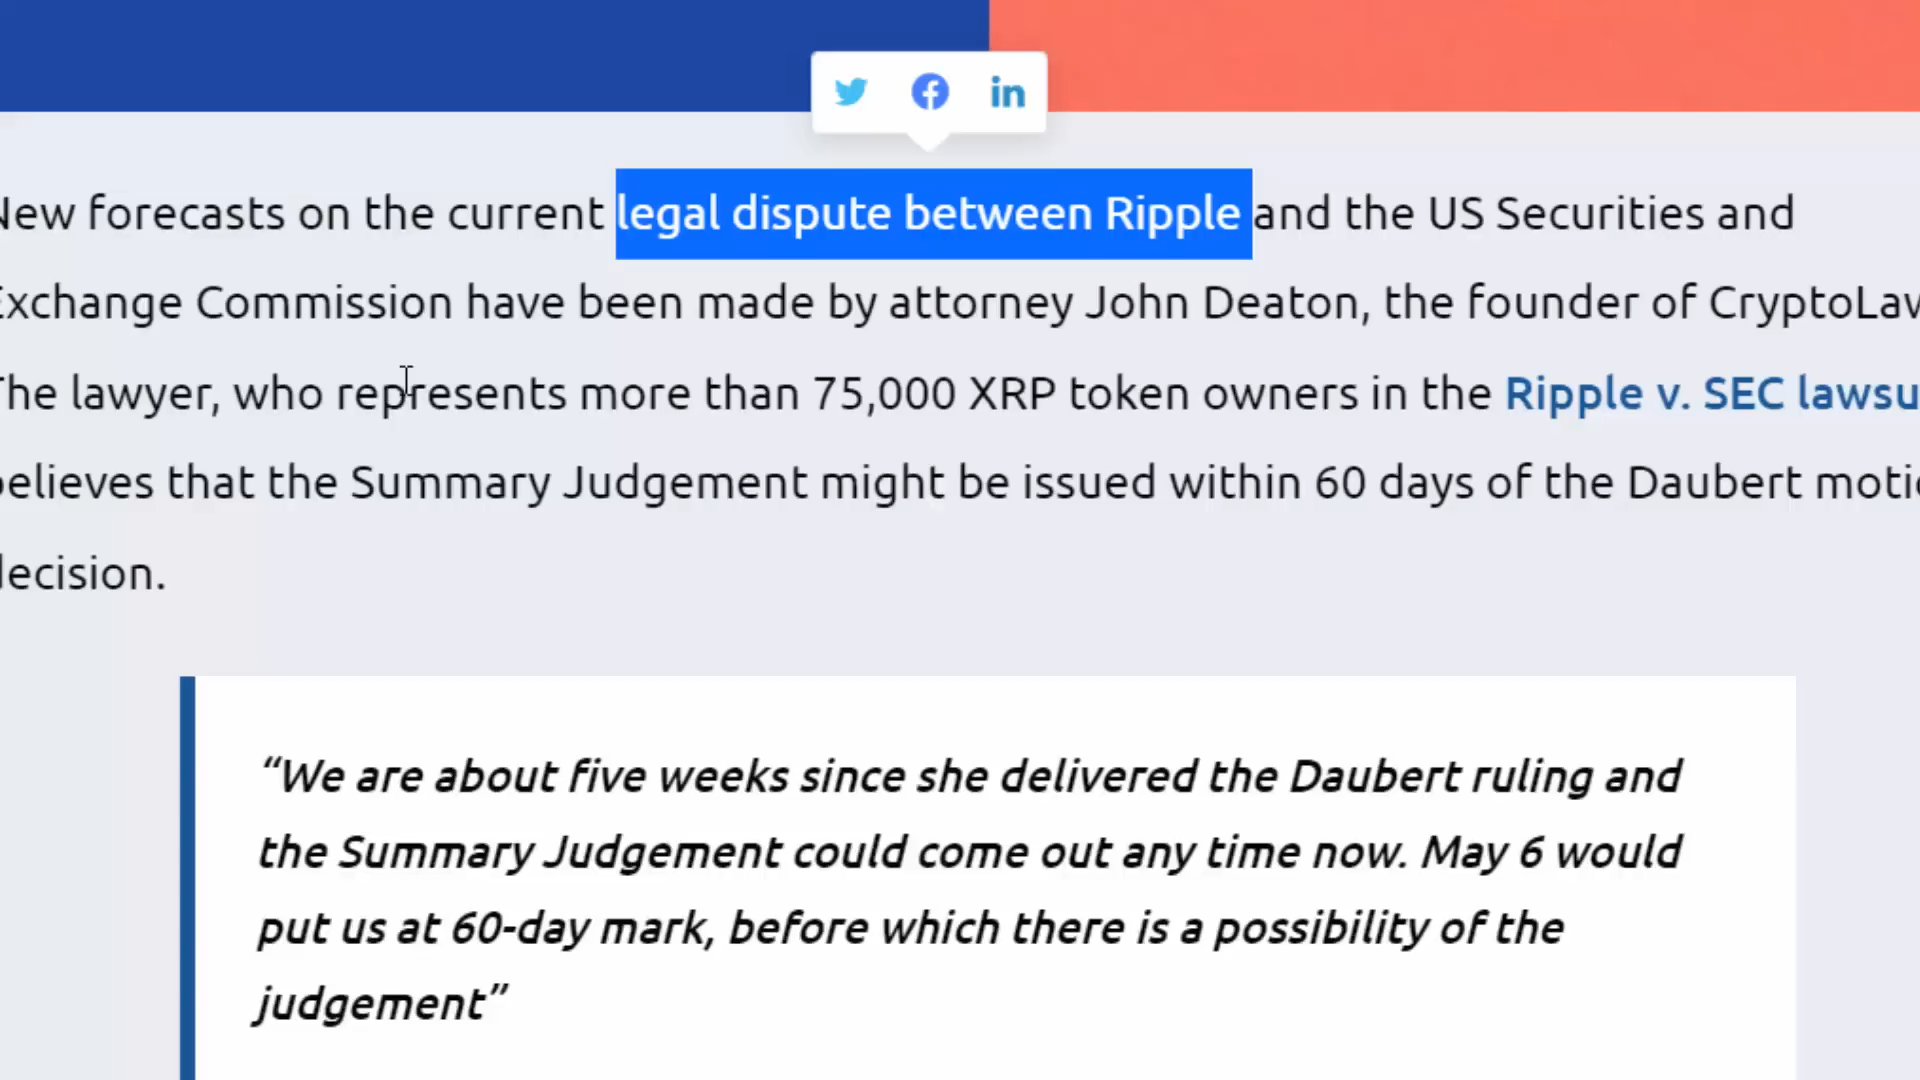 New forecasts on the current legal dispute between Ripple and the US Securities and
Exchange Commission have been made by attorney John Deaton, the founder of CryptoLaw
The lawyer, who represents more than 75,000 XRP token owners in the Ripple v. SEC lawsu
believes that the Summary Judgement might be issued within 60 days of the Daubert motio
decision.
“We are about five weeks since she delivered the Daubert ruling and
the Summary Judgement could come out any time now. May 6 would
put us at 60-day mark, before which there is a possibility of the
judgement”